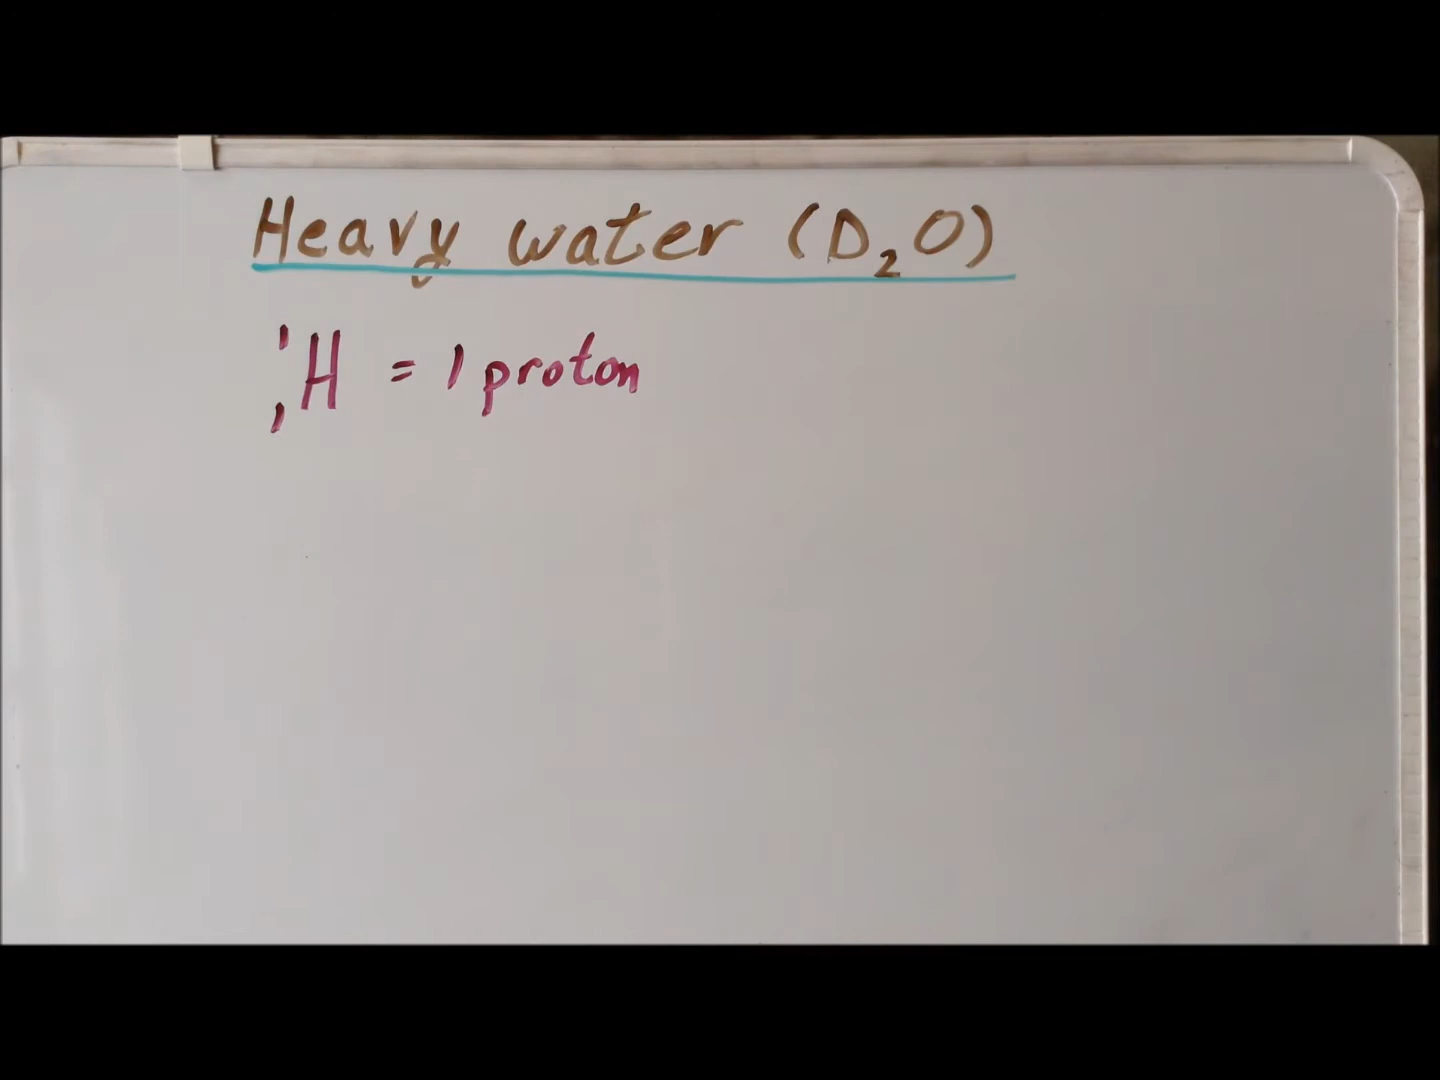 Heavy water (D₂O)
¹₁H = 1 proton